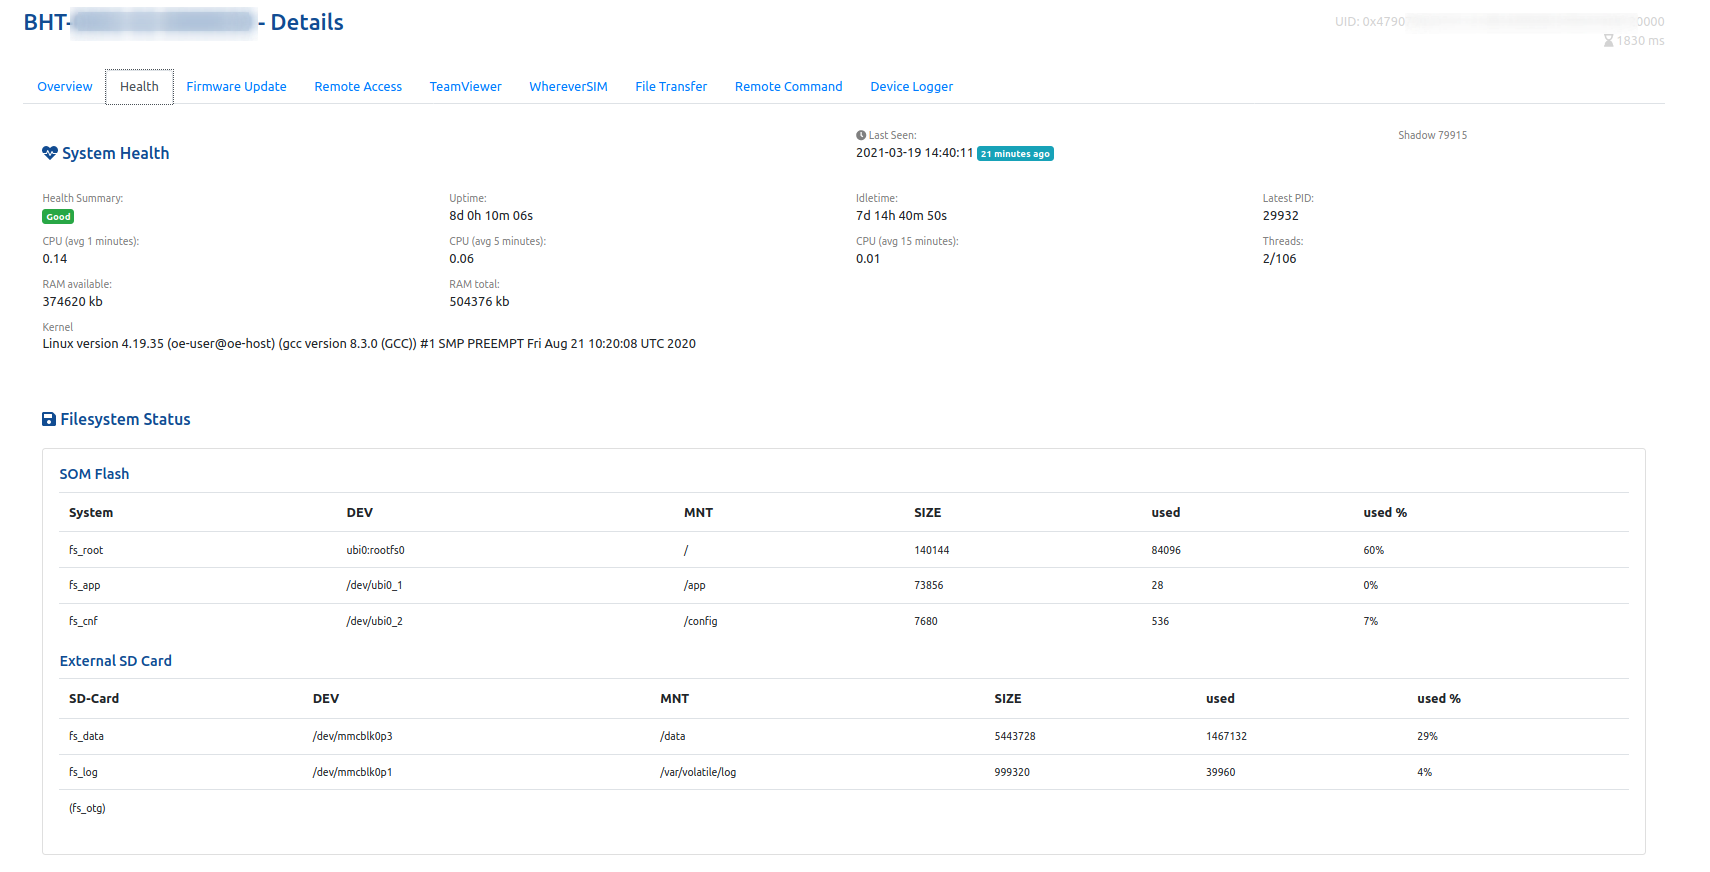 BHT- - Details
UID: 0x4790 0000
1830 ms
Overview Health Firmware Update Remote Access TeamViewer WhereverSIM File Transfer Remote Command Device Logger
System Health
Last Seen:
2021-03-19 14:40:11 21 minutes ago
Shadow 79915
Health Summary: Uptime: Idletime: Latest PID:
Good 8d 0h 10m 06s 7d 14h 40m 50s 29932
CPU (avg 1 minutes): CPU (avg 5 minutes): CPU (avg 15 minutes): Threads:
0.14 0.06 0.01 2/106
RAM available: RAM total:
374620 kb 504376 kb
Kernel
Linux version 4.19.35 (oe-user@oe-host) (gcc version 8.3.0 (GCC)) #1 SMP PREEMPT Fri Aug 21 10:20:08 UTC 2020
Filesystem Status
SOM Flash
System DEV MNT SIZE used used %
fs_root ubi0:rootfs0 / 140144 84096 60%
fs_app /dev/ubi0_1 /app 73856 28 0%
fs_cnf /dev/ubi0_2 /config 7680 536 7%
External SD Card
SD-Card DEV MNT SIZE used used %
fs_data /dev/mmcblk0p3 /data 5443728 1467132 29%
fs_log /dev/mmcblk0p1 /var/volatile/log 999320 39960 4%
(fs_otg)